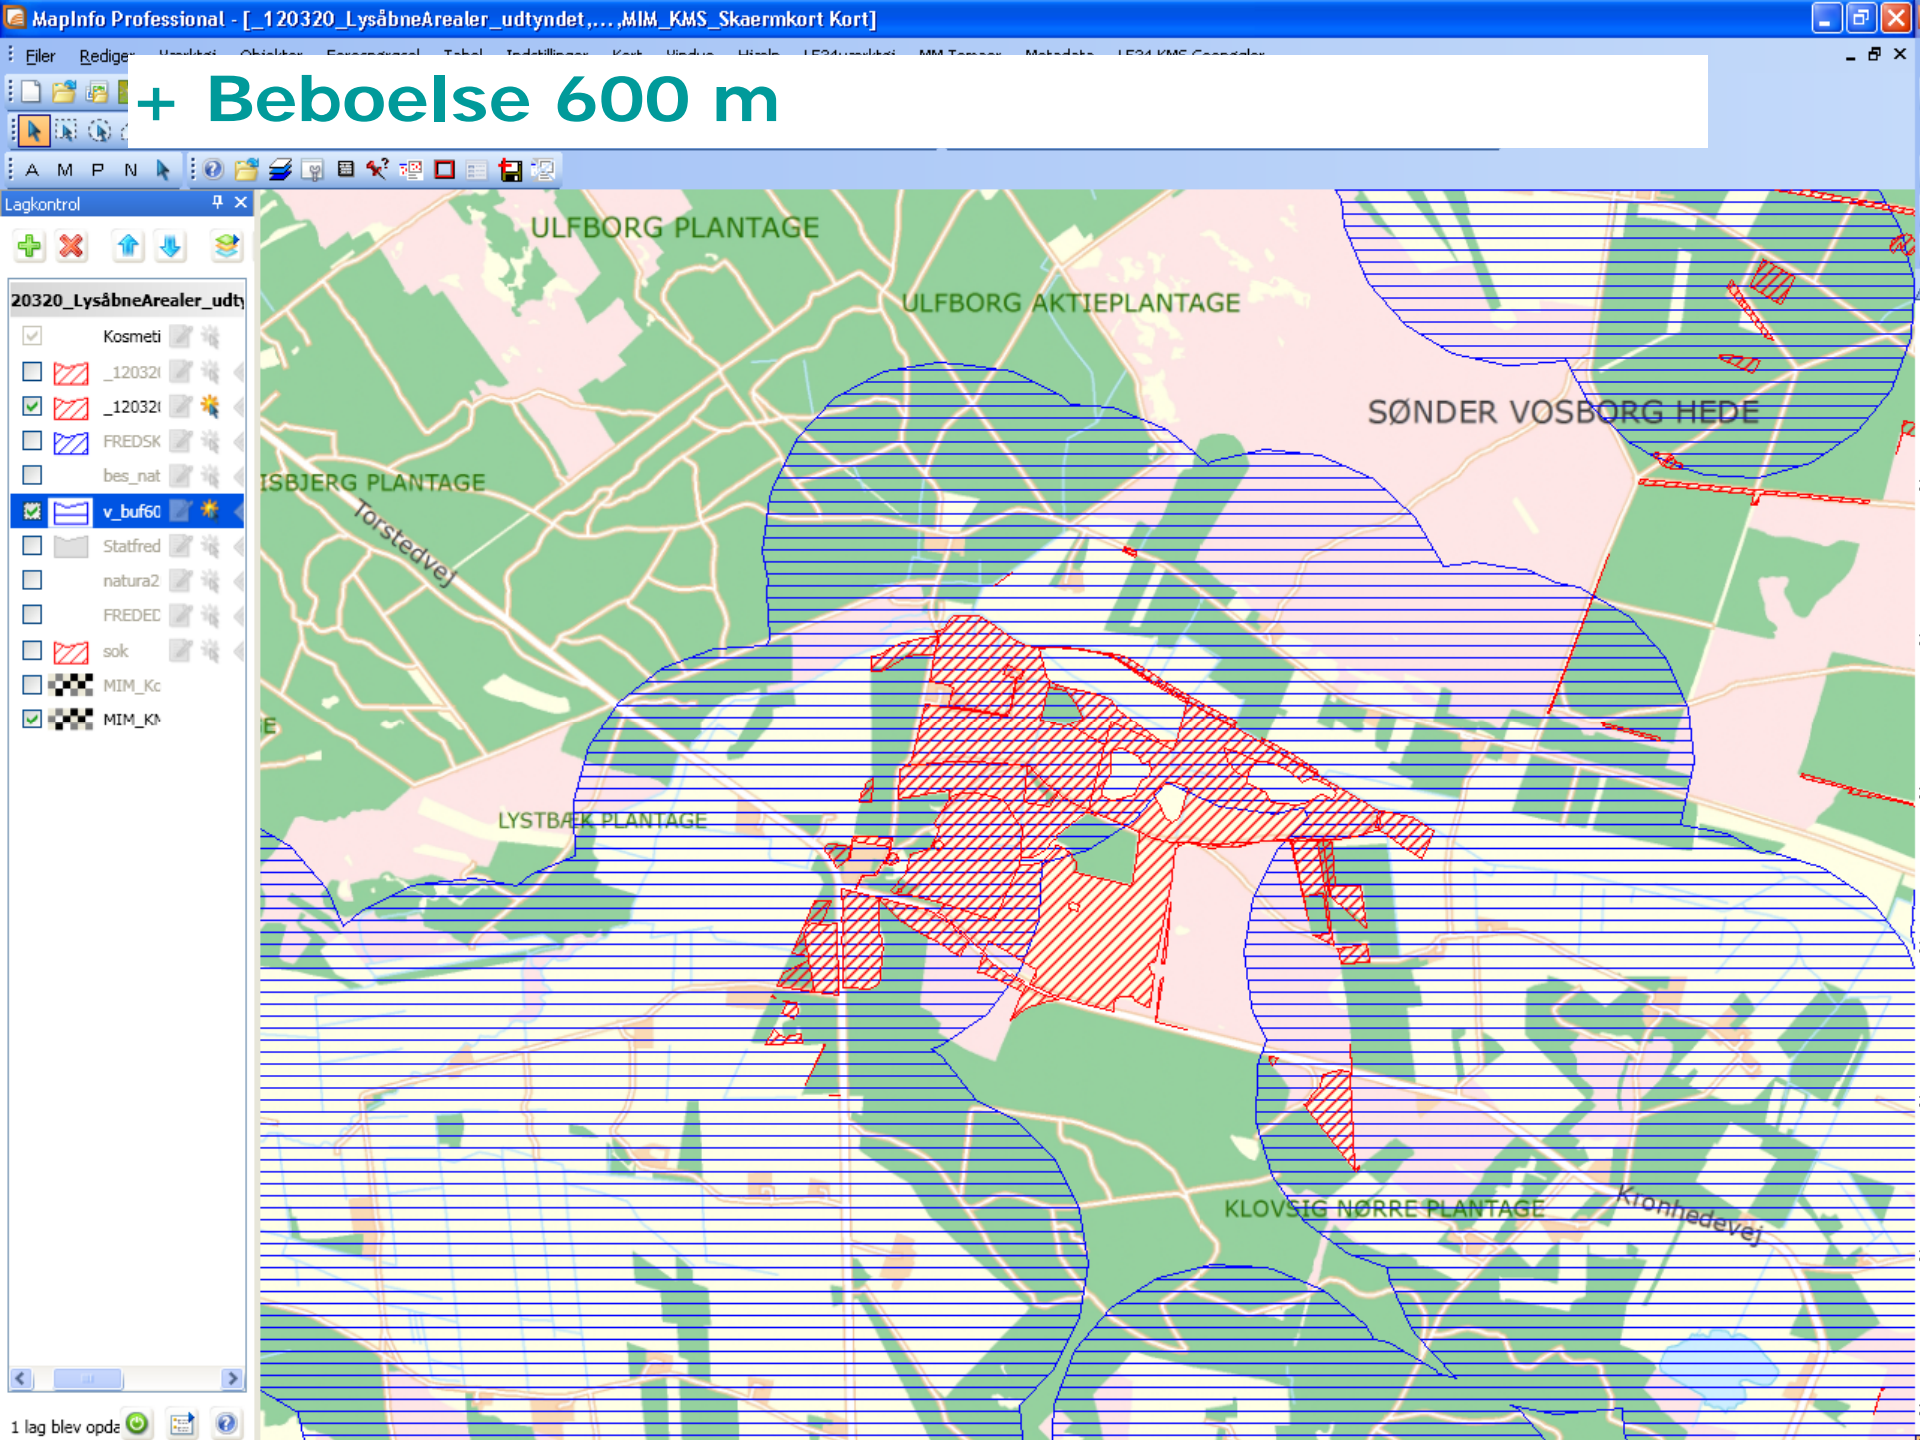 MapInfo Professional - [_120320_LysåbneArealer_udtyndet,...,MIM_KMS_Skaermkort Kort]
Filer Rediger
+ Beboelse 600 m
A M P N
Lagkontrol
20320_LysåbneArealer_udty
Kosmeti
_12032
_12032
FREDSK
bes_nat
v_buf60
Statfred
natura2
FREDED
sok
MIM_Kc
MIM_KM
1 lag blev opda
ULFBORG PLANTAGE
ULFBORG AKTIEPLANTAGE
SØNDER VOSBORG HEDE
ISBJERG PLANTAGE
Torstedvej
E
LYSTBÆK PLANTAGE
KLOVSIG NØRRE PLANTAGE
Kronhedevej